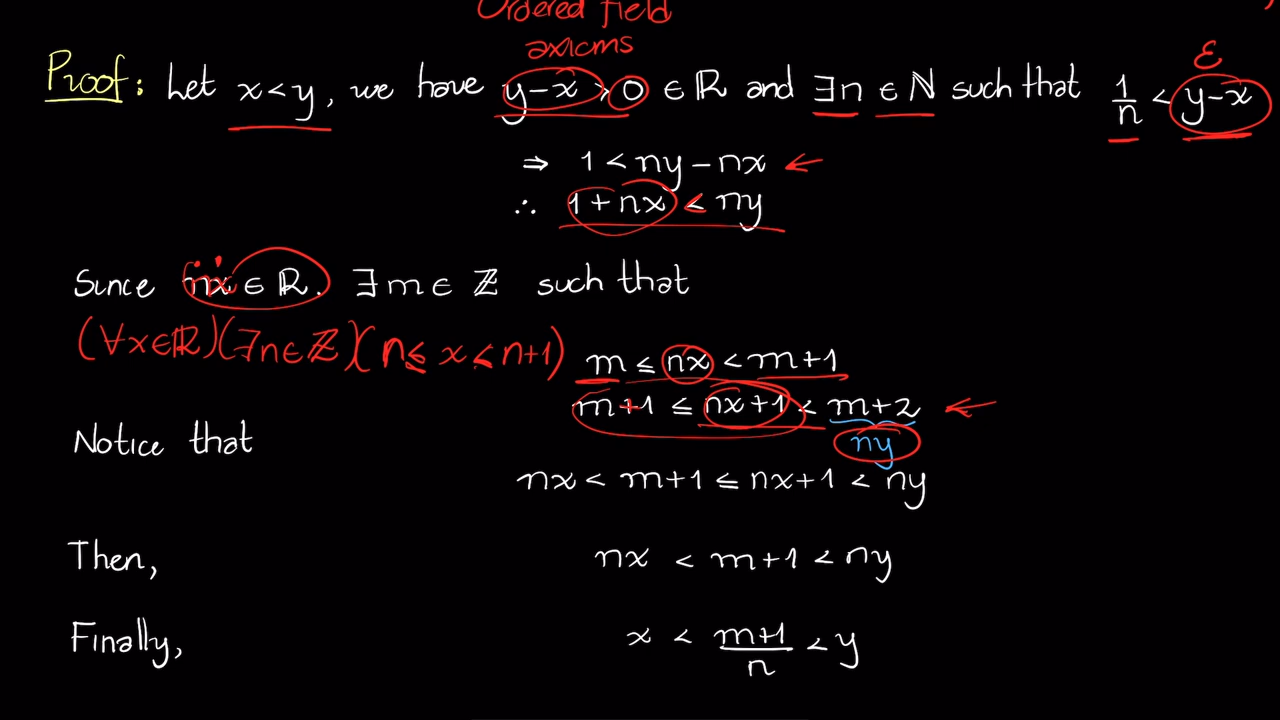 Ordered field
axioms
ε
Proof: Let x < y, we have y − x > 0 ∈ ℝ and ∃n ∈ ℕ such that 1/n < y − x
⇒ 1 < ny − nx ←
∴ 1 + nx < ny
Since nx ∈ ℝ. ∃m ∈ ℤ such that
(∀x∈ℝ)(∃n∈ℤ)(n ≤ x < n+1)
m ≤ nx < m+1
m+1 ≤ nx+1 < m+2 ←
ny
Notice that
nx < m+1 ≤ nx+1 < ny
Then, nx < m+1 < ny
Finally, x < (m+1)/n < y